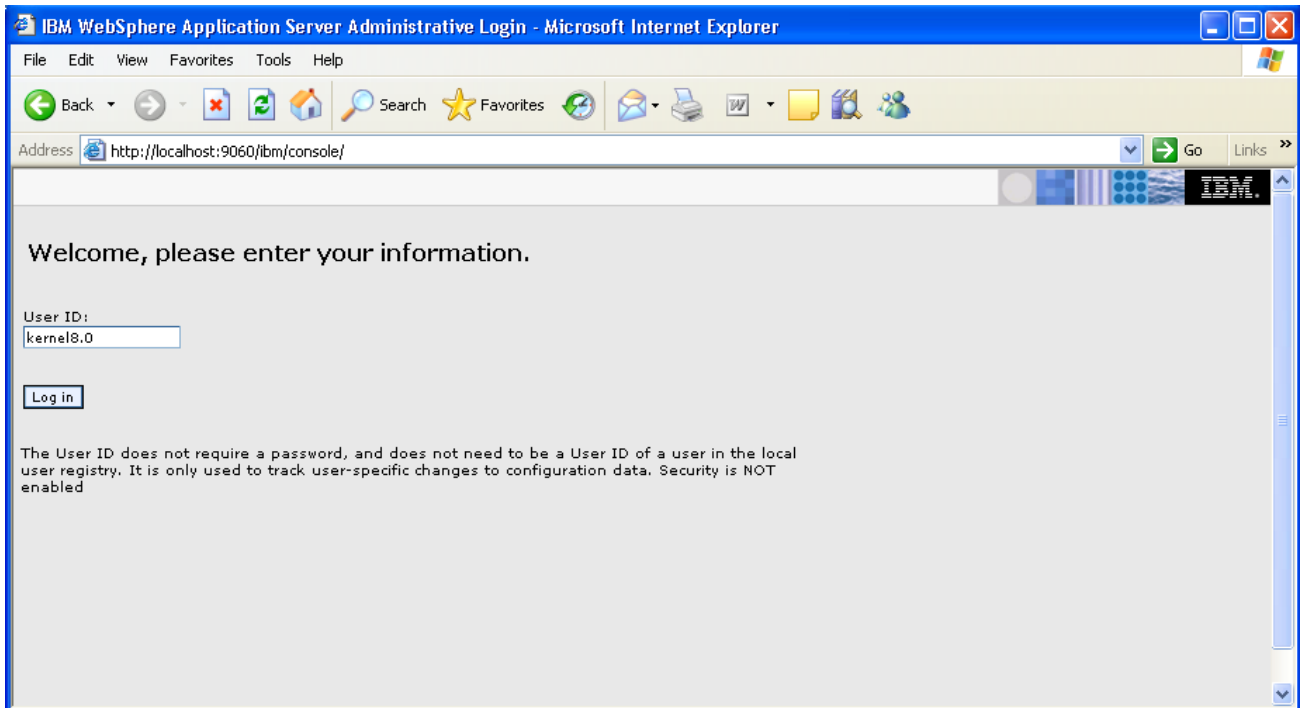 IBM WebSphere Application Server Administrative Login - Microsoft Internet Explorer
File Edit View Favorites Tools Help
Back Search Favorites W
Address http://localhost:9060/ibm/console/ Go Links »
IBM.
Welcome, please enter your information.
User ID:
kernel8.0
Log in
The User ID does not require a password, and does not need to be a User ID of a user in the local
user registry. It is only used to track user-specific changes to configuration data. Security is NOT
enabled